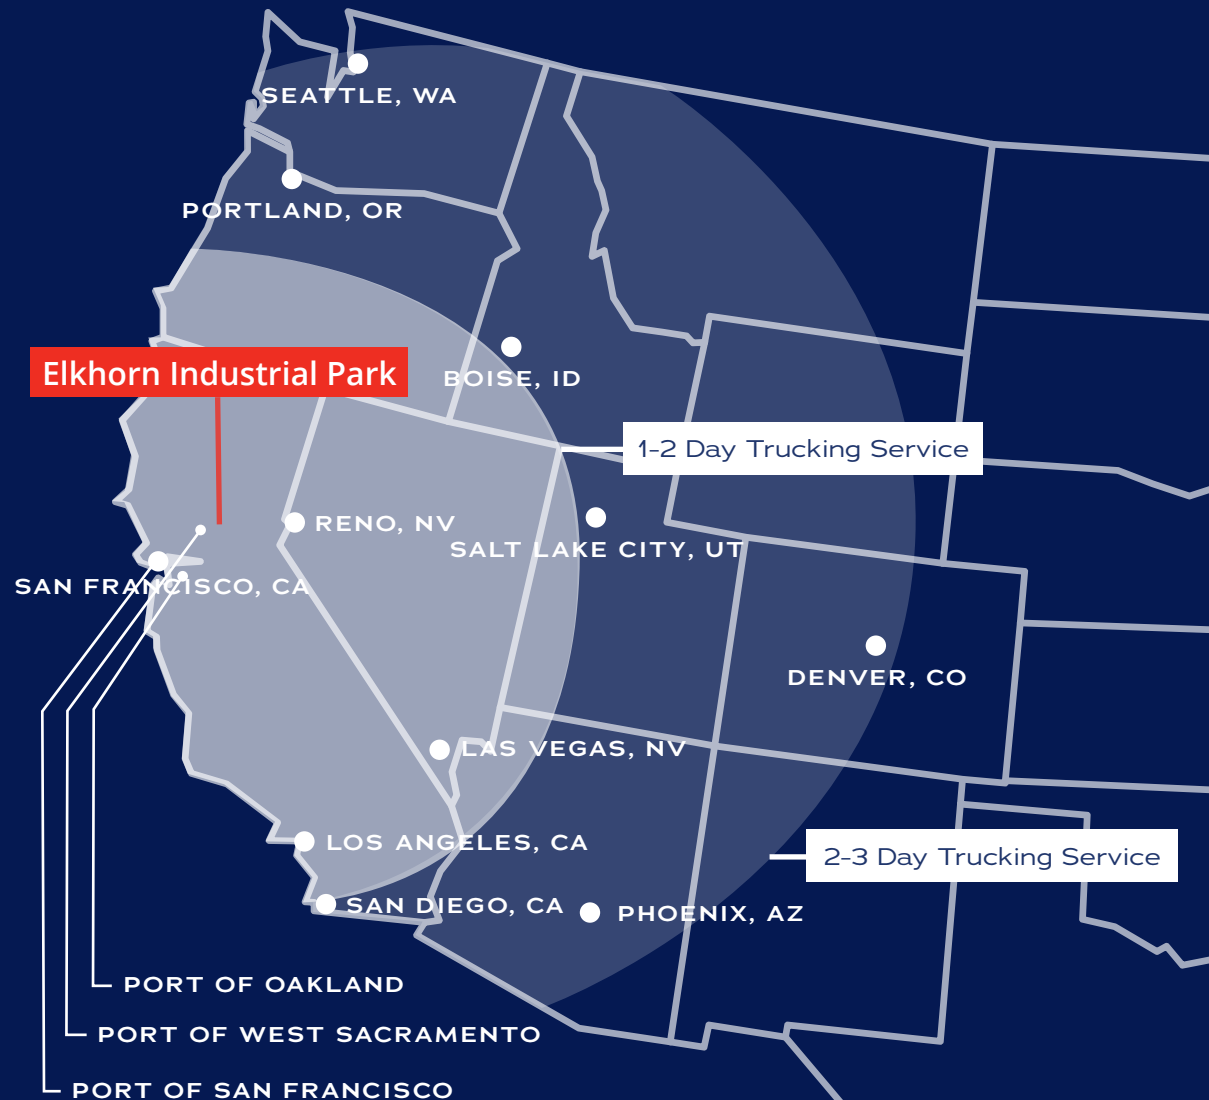 SEATTLE, WA
PORTLAND, OR
Elkhorn Industrial Park
BOISE, ID
1-2 Day Trucking Service
RENO, NV
SALT LAKE CITY, UT
SAN FRANCISCO, CA
DENVER, CO
LAS VEGAS, NV
LOS ANGELES, CA
2-3 Day Trucking Service
SAN DIEGO, CA
PHOENIX, AZ
PORT OF OAKLAND
PORT OF WEST SACRAMENTO
PORT OF SAN FRANCISCO